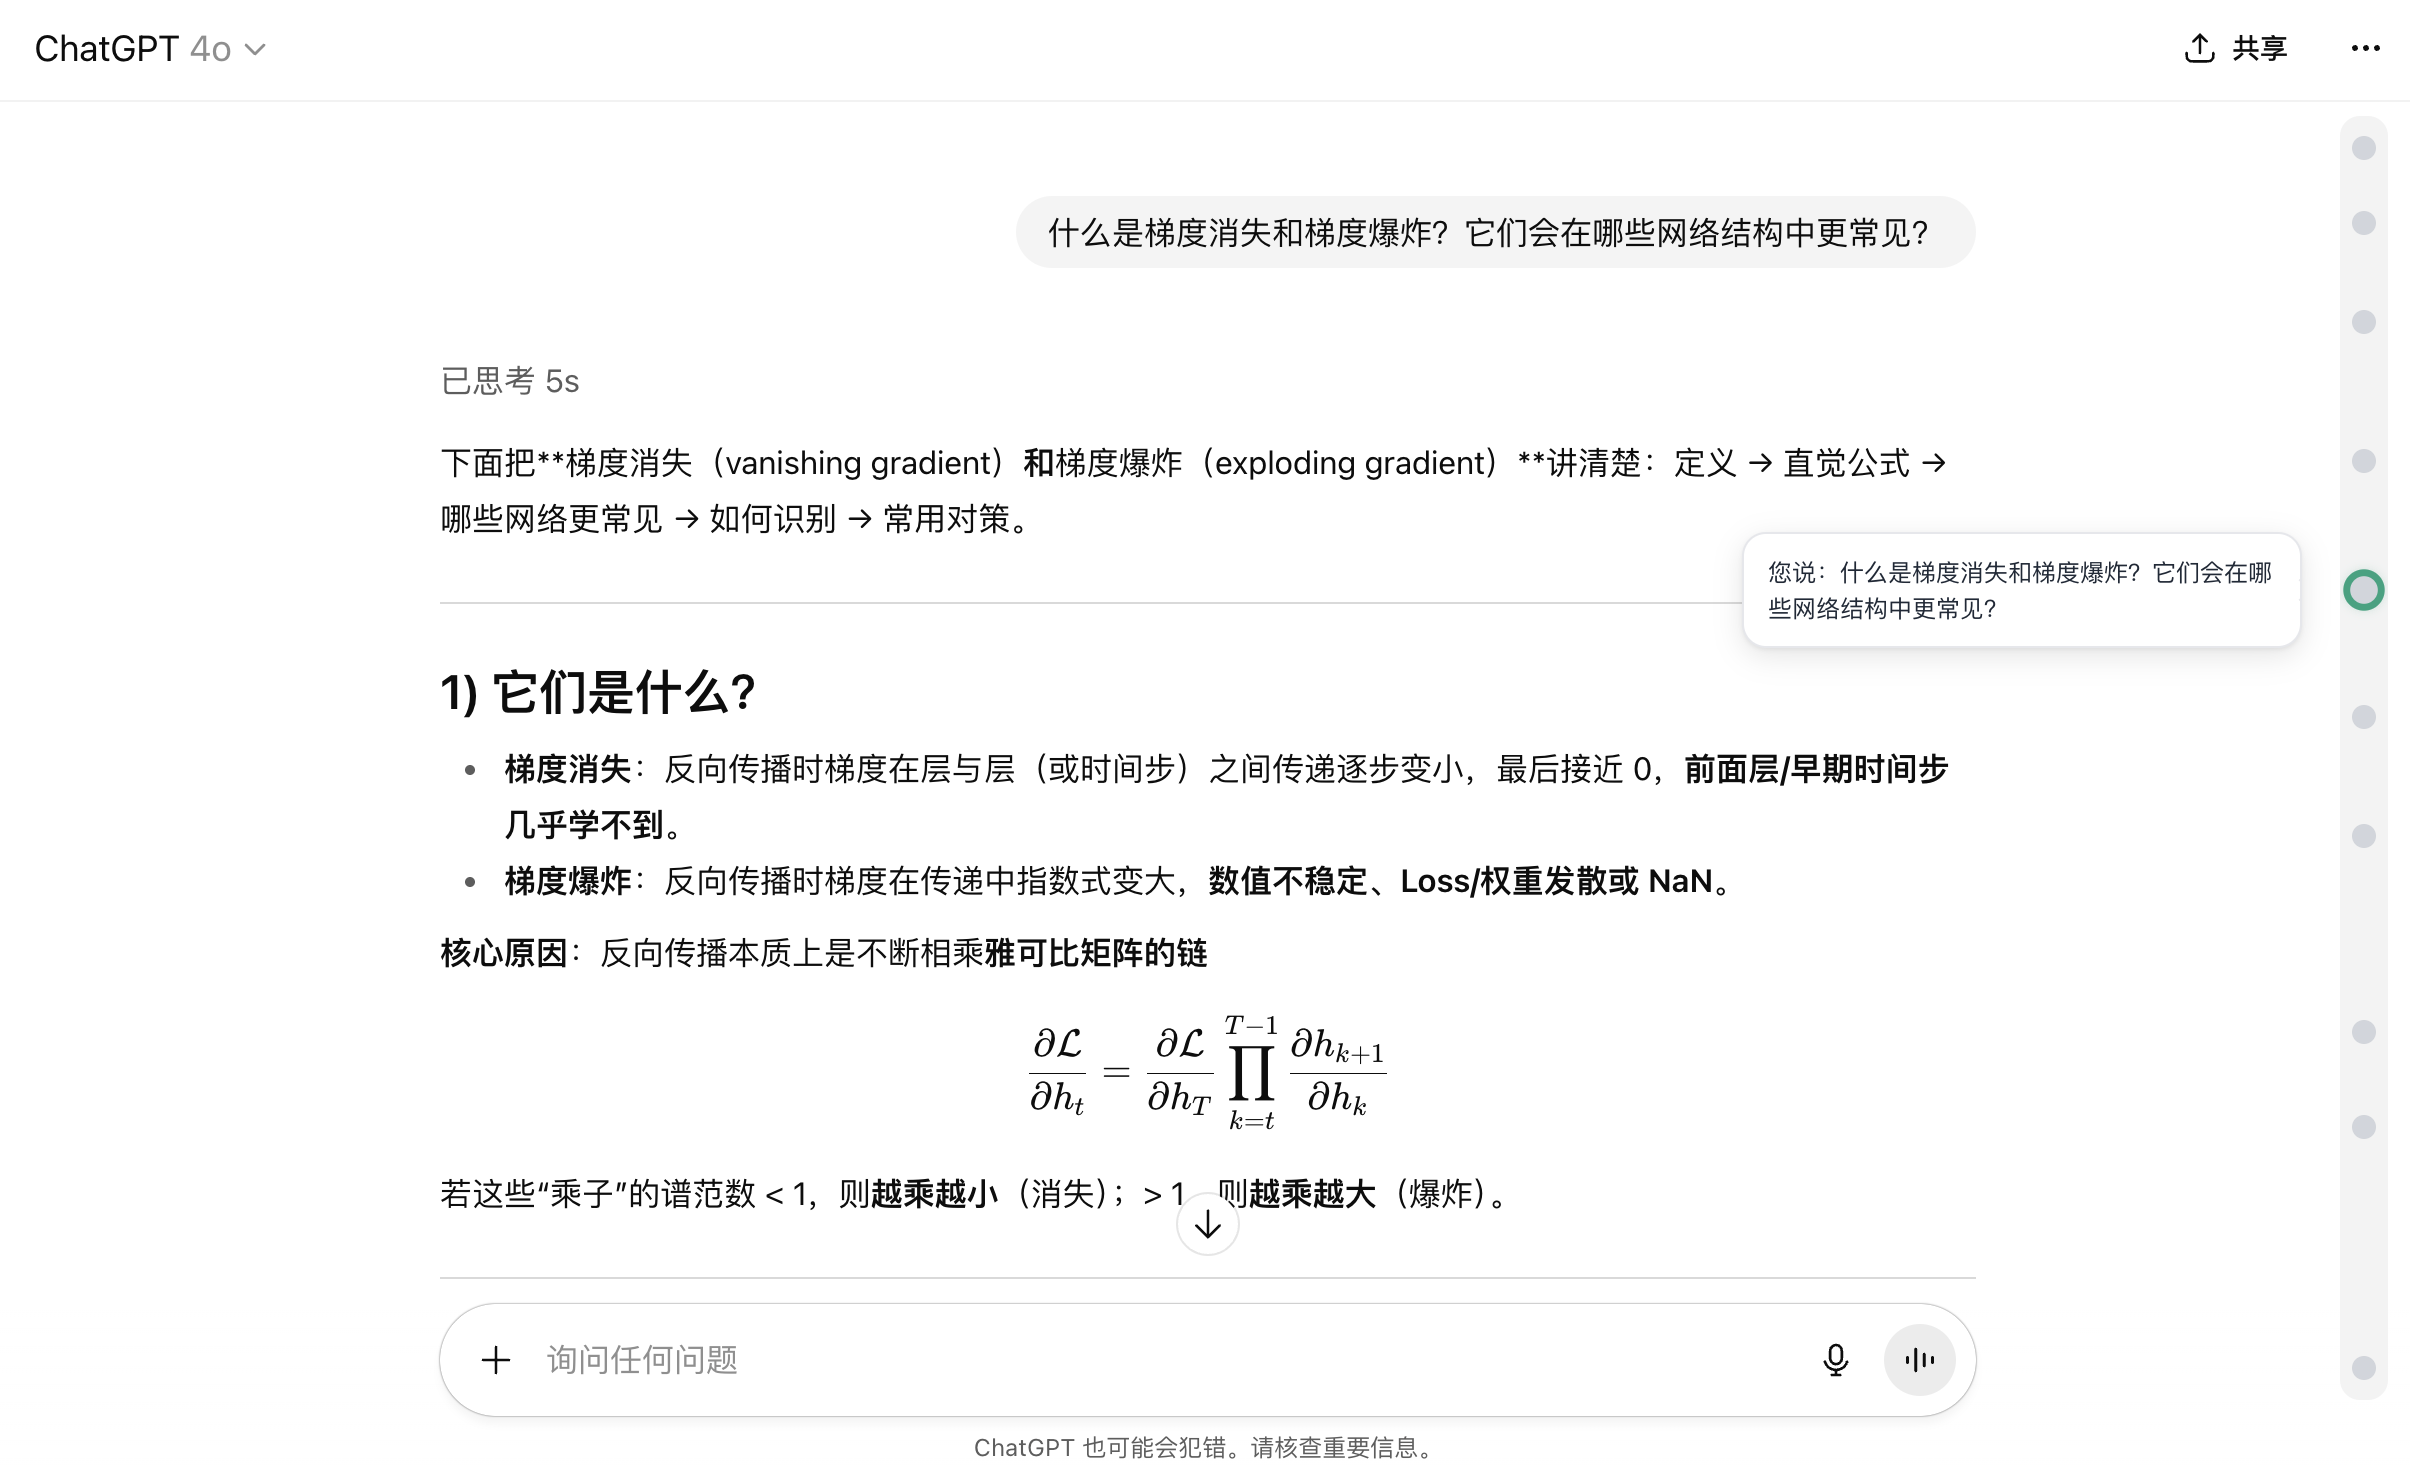 ChatGPT 4o
共享
什么是梯度消失和梯度爆炸？它们会在哪些网络结构中更常见？
已思考 5s
下面把**梯度消失（vanishing gradient）和梯度爆炸（exploding gradient）**讲清楚：定义 → 直觉公式 →
哪些网络更常见 → 如何识别 → 常用对策。
您说：什么是梯度消失和梯度爆炸？它们会在哪
些网络结构中更常见？
1) 它们是什么？
• 梯度消失：反向传播时梯度在层与层（或时间步）之间传递逐步变小，最后接近 0，前面层/早期时间步
几乎学不到。
• 梯度爆炸：反向传播时梯度在传递中指数式变大，数值不稳定、Loss/权重发散或 NaN。
核心原因：反向传播本质上是不断相乘雅可比矩阵的链
∂ℒ/∂h_t = ∂ℒ/∂h_T ∏_{k=t}^{T−1} ∂h_{k+1}/∂h_k
若这些“乘子”的谱范数 < 1，则越乘越小（消失）；> 1 则越乘越大（爆炸）。
询问任何问题
ChatGPT 也可能会犯错。请核查重要信息。